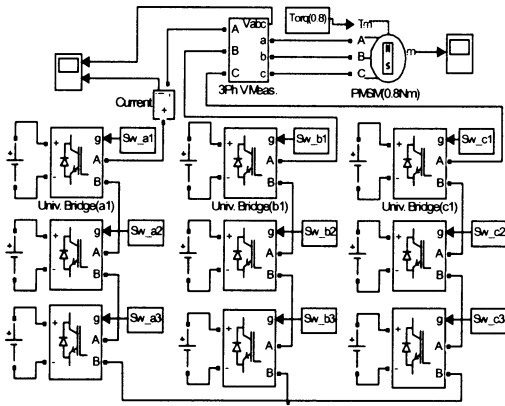 Vabc
Torq(0.8)
Tm
A
a
A
m
B
b
B
N
S
C
c
C
3Ph V Meas.
PMSM(0.8Nm)
+
-
i
Current
g
Sw_a1
g
Sw_b1
g
Sw_c1
+
+
A
+
+
A
+
+
A
-
B
-
B
-
B
Univ. Bridge(a1)
Univ. Bridge(b1)
Univ. Bridge(c1)
g
Sw_a2
g
Sw_b2
g
Sw_c2
+
+
A
+
+
A
+
+
A
-
B
-
B
-
B
g
Sw_a3
g
Sw_b3
g
Sw_c3
+
+
A
+
+
A
+
+
A
-
B
-
B
-
B